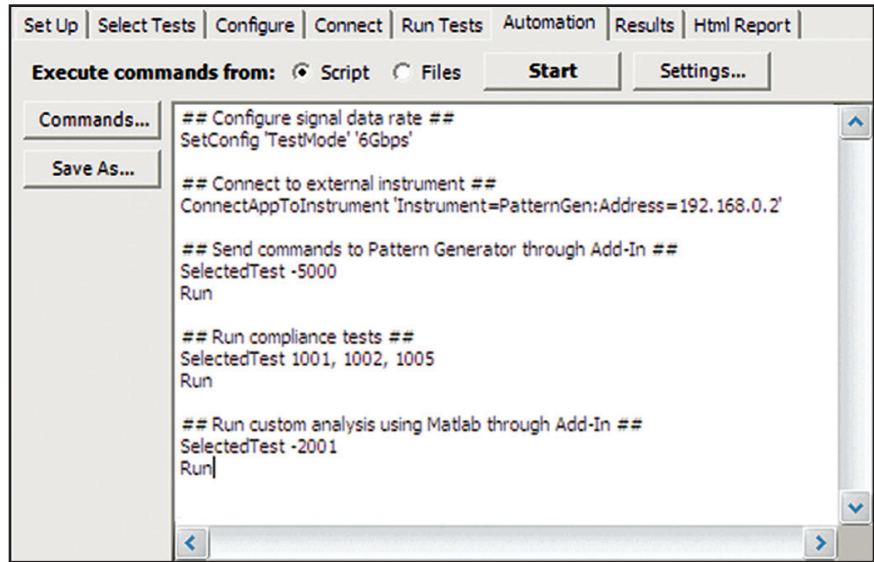 Set Up Select Tests Configure Connect Run Tests Automation Results Html Report
Execute commands from: Script Files Start Settings...
Commands...
Save As...
## Configure signal data rate ##
SetConfig 'TestMode' '6Gbps'
## Connect to external instrument ##
ConnectAppToInstrument 'Instrument=PatternGen:Address=192.168.0.2'
## Send commands to Pattern Generator through Add-In ##
SelectedTest -5000
Run
## Run compliance tests ##
SelectedTest 1001, 1002, 1005
Run
## Run custom analysis using Matlab through Add-In ##
SelectedTest -2001
Run